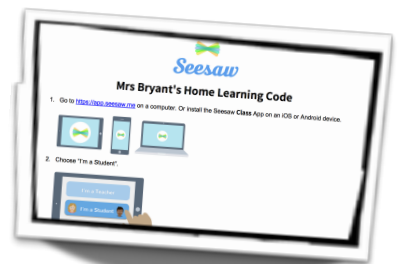 Seesaw
Mrs Bryant's Home Learning Code
1. Go to https://app.seesaw.me on a computer. Or install the Seesaw Class App on an iOS or Android device.
2. Choose "I'm a Student".
I'm a Teacher
I'm a Student